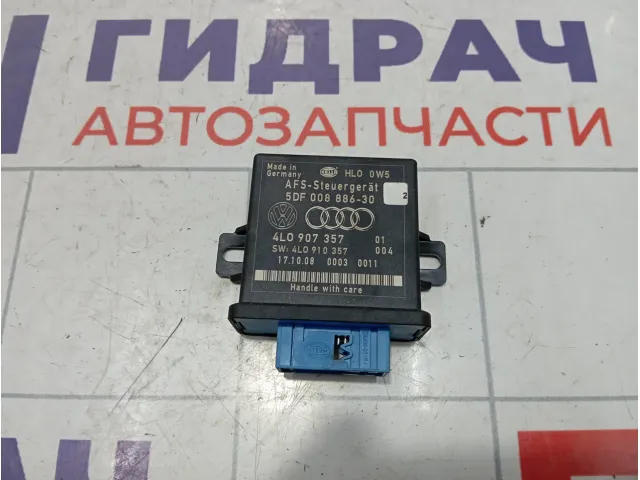 ГИДРАЧ
АВТОЗАПЧАСТИ
Made in
Germany
HELLA
HLO 0W5
AFS-Steuergerät
5DF 008 886-30
2
4L0 907 357
01
SW: 4L0 910 357
004
17.10.08 0003 0011
Handle with care